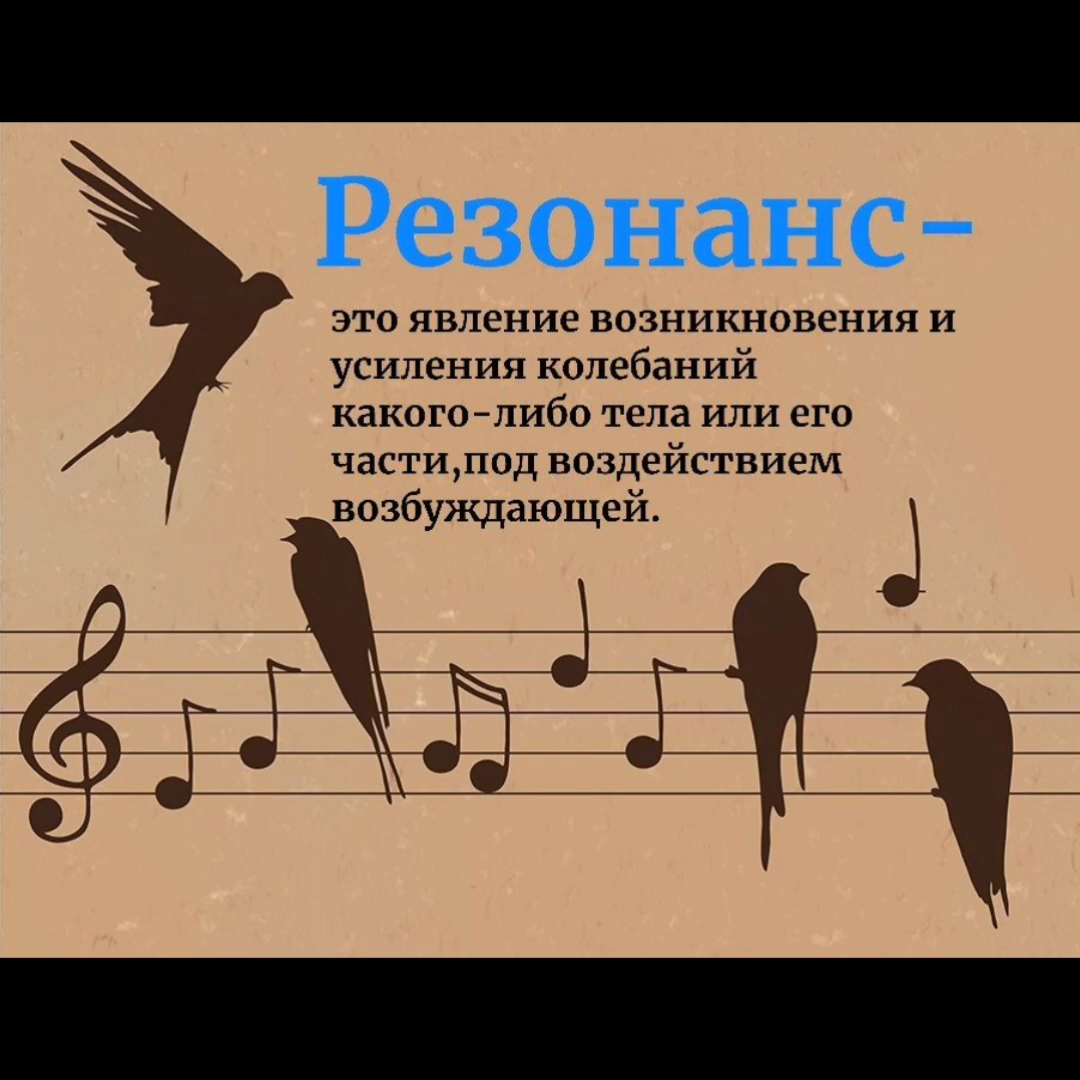 Резонанс-
это явление возникновения и
усиления колебаний
какого-либо тела или его
части,под воздействием
возбуждающей.